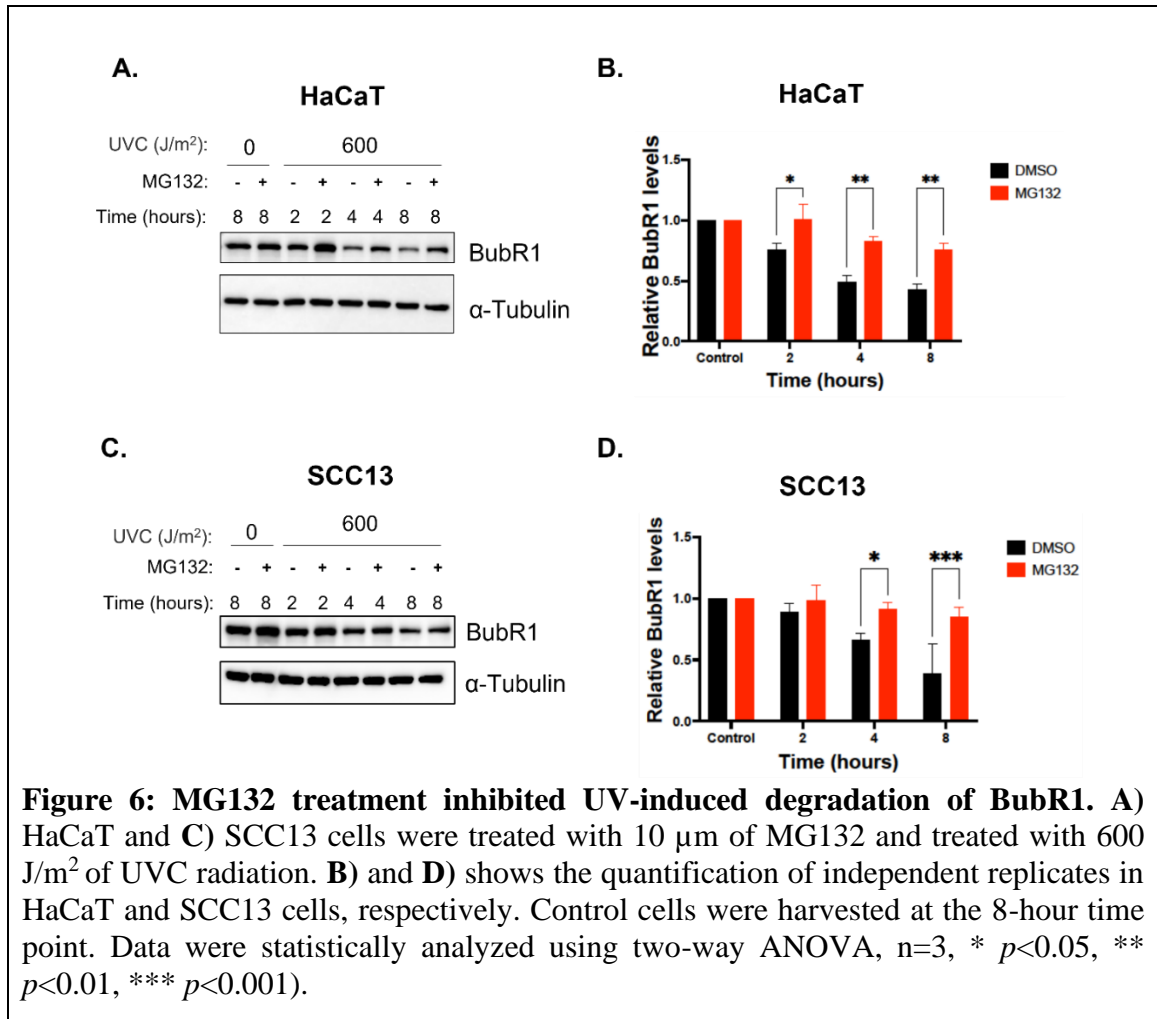 A.
HaCaT
UVC (J/m²): 0 600
MG132: - + - + - + - +
Time (hours): 8 8 2 2 4 4 8 8
BubR1
α-Tubulin
B.
HaCaT
Relative BubR1 levels
1.5
1.0
0.5
0.0
* ** **
DMSO
MG132
Control 2 4 8
Time (hours)
C.
SCC13
UVC (J/m²): 0 600
MG132: - + - + - + - +
Time (hours): 8 8 2 2 4 4 8 8
BubR1
α-Tubulin
D.
SCC13
Relative BubR1 levels
1.5
1.0
0.5
0.0
* ***
DMSO
MG132
Control 2 4 8
Time (hours)
Figure 6: MG132 treatment inhibited UV-induced degradation of BubR1. A)
HaCaT and C) SCC13 cells were treated with 10 µm of MG132 and treated with 600
J/m² of UVC radiation. B) and D) shows the quantification of independent replicates in
HaCaT and SCC13 cells, respectively. Control cells were harvested at the 8-hour time
point. Data were statistically analyzed using two-way ANOVA, n=3, * p<0.05, **
p<0.01, *** p<0.001).